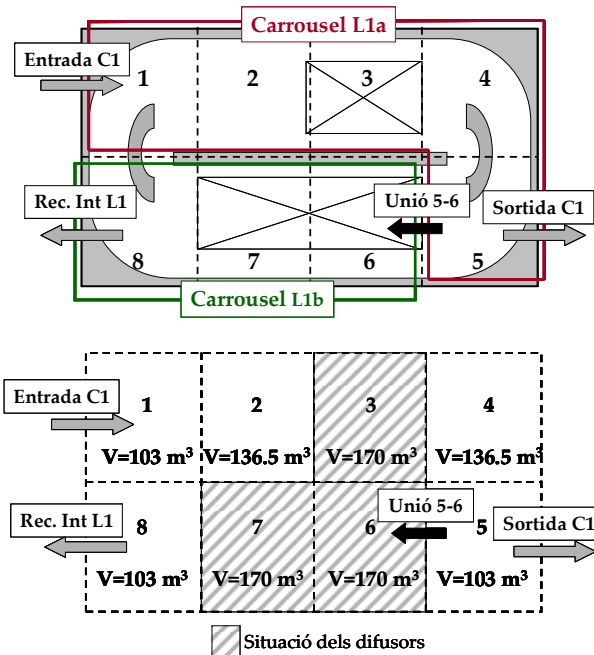 Carrousel L1a
Entrada C1
1
2
3
4
Rec. Int L1
Unió 5-6
Sortida C1
8
7
6
5
Carrousel L1b
Entrada C1
1
2
3
4
V=103 m³
V=136.5 m³
V=170 m³
V=136.5 m³
Rec. Int L1
Unió 5-6
Sortida C1
8
7
6
5
V=103 m³
V=170 m³
V=170 m³
V=103 m³
Situació dels difusors